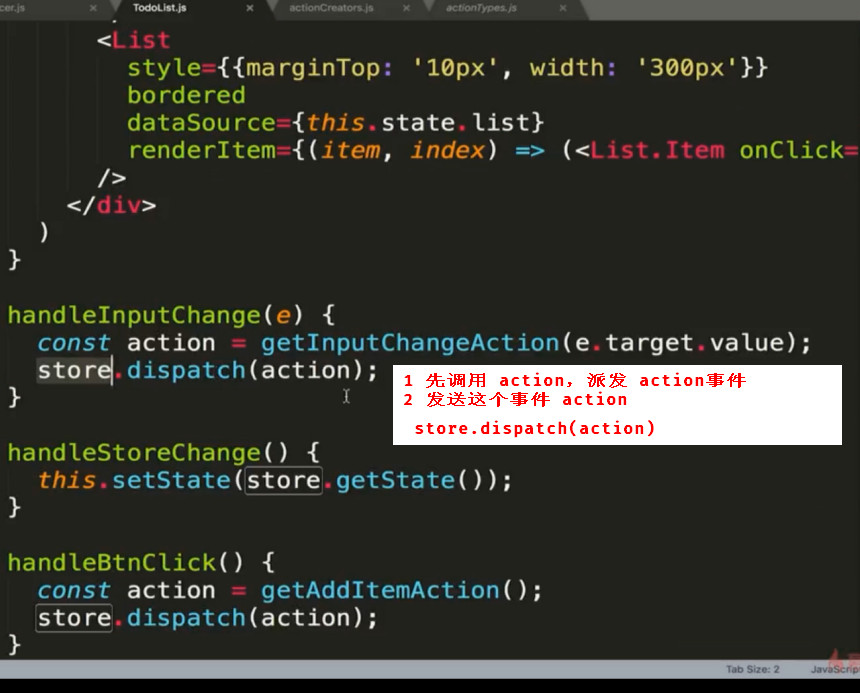 cer.js × TodoList.js × actionCreators.js × actionTypes.js ×
<List
style={{marginTop: '10px', width: '300px'}}
bordered
dataSource={this.state.list}
renderItem={(item, index) => (<List.Item onClick=
/>
</div>
)
}
handleInputChange(e) {
const action = getInputChangeAction(e.target.value);
store.dispatch(action);
}
1 先调用 action，派发 action事件
2 发送这个事件 action
store.dispatch(action)
handleStoreChange() {
this.setState(store.getState());
}
handleBtnClick() {
const action = getAddItemAction();
store.dispatch(action);
}
Tab Size: 2 JavaScrip